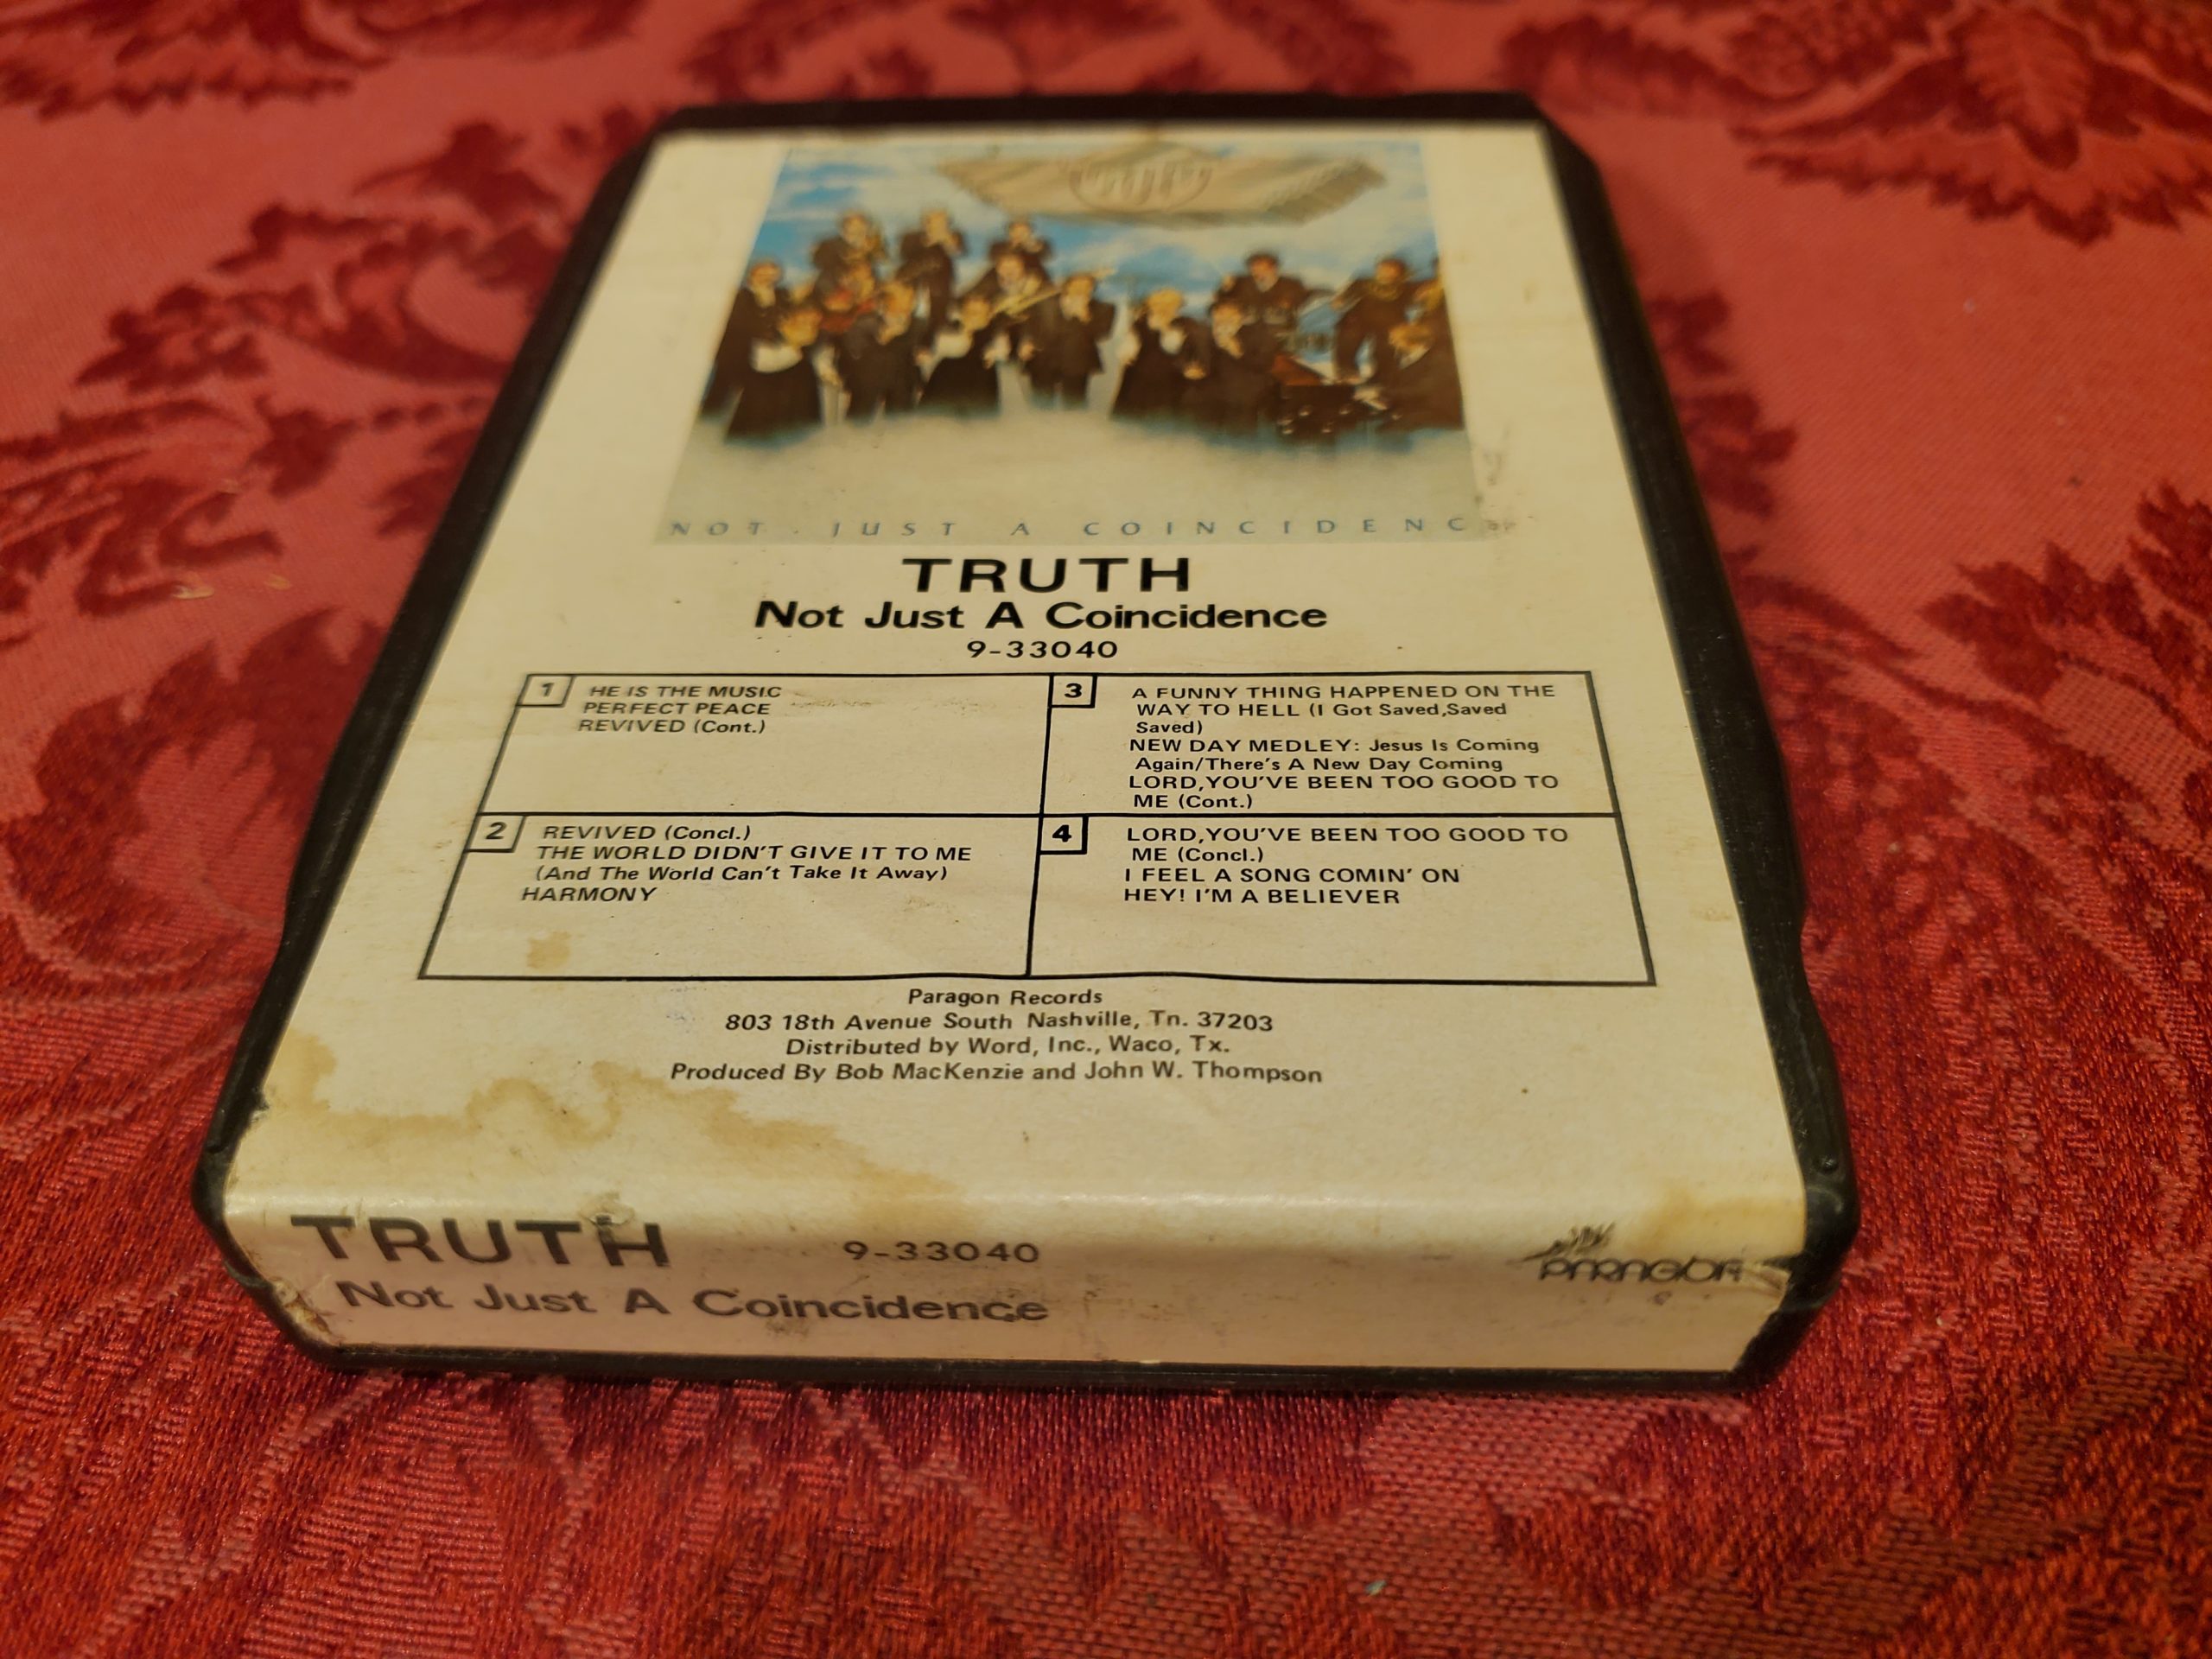 NOT JUST A COINCIDENC
TRUTH
Not Just A Coincidence
9-33040
1
HE IS THE MUSIC
PERFECT PEACE
REVIVED (Cont.)
2
REVIVED (Concl.)
THE WORLD DIDN'T GIVE IT TO ME
(And The World Can't Take It Away)
HARMONY
3
A FUNNY THING HAPPENED ON THE
WAY TO HELL (I Got Saved,Saved
Saved)
NEW DAY MEDLEY: Jesus Is Coming
Again/There's A New Day Coming
LORD,YOU'VE BEEN TOO GOOD TO
ME (Cont.)
4
LORD,YOU'VE BEEN TOO GOOD TO
ME (Concl.)
I FEEL A SONG COMIN' ON
HEY! I'M A BELIEVER
Paragon Records
803 18th Avenue South Nashville, Tn. 37203
Distributed by Word, Inc., Waco, Tx.
Produced By Bob MacKenzie and John W. Thompson
TRUTH
9-33040
PARAGON
Not Just A Coincidence